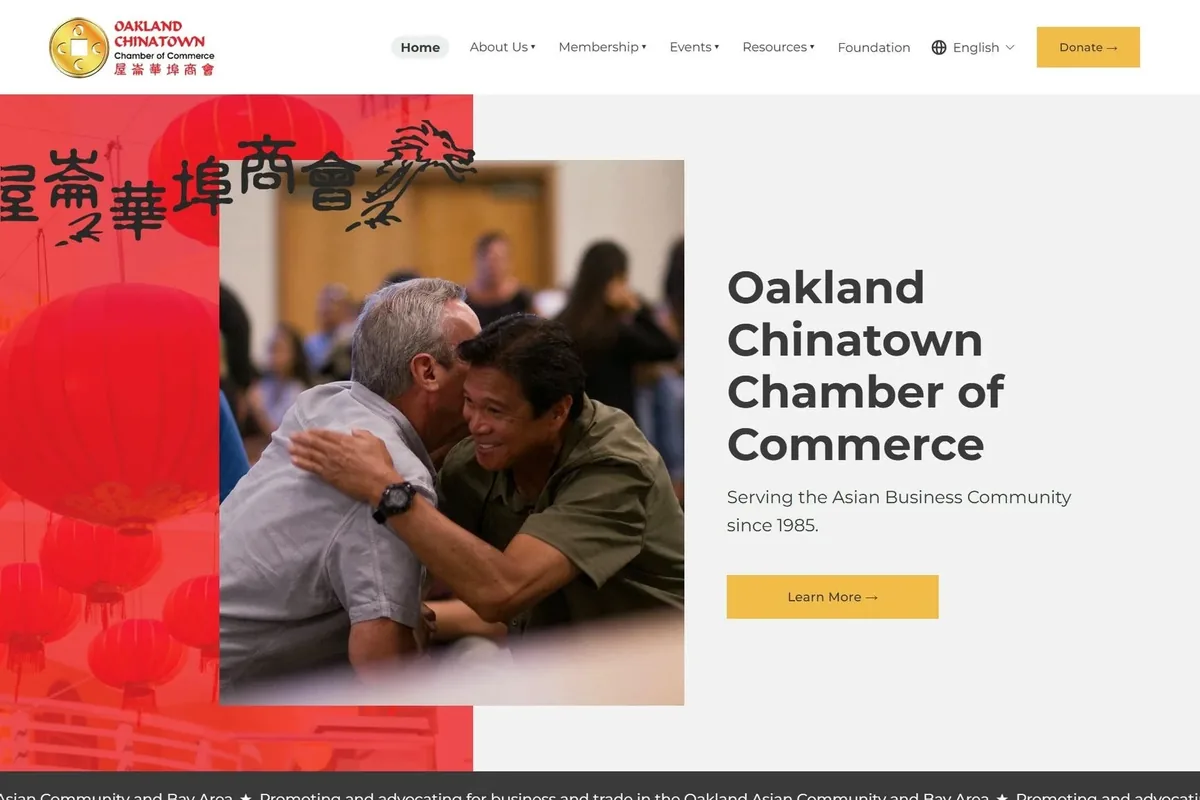 OAKLAND
CHINATOWN
Chamber of Commerce
屋崙華埠商會
Home
About Us ▾
Membership ▾
Events ▾
Resources ▾
Foundation
English
Donate →
屋崙華埠商會
Oakland
Chinatown
Chamber of
Commerce
Serving the Asian Business Community
since 1985.
Learn More →
Asian Community and Bay Area ★ Promoting and advocating for business and trade in the Oakland Asian Community and Bay Area ★ Promoting and advocat